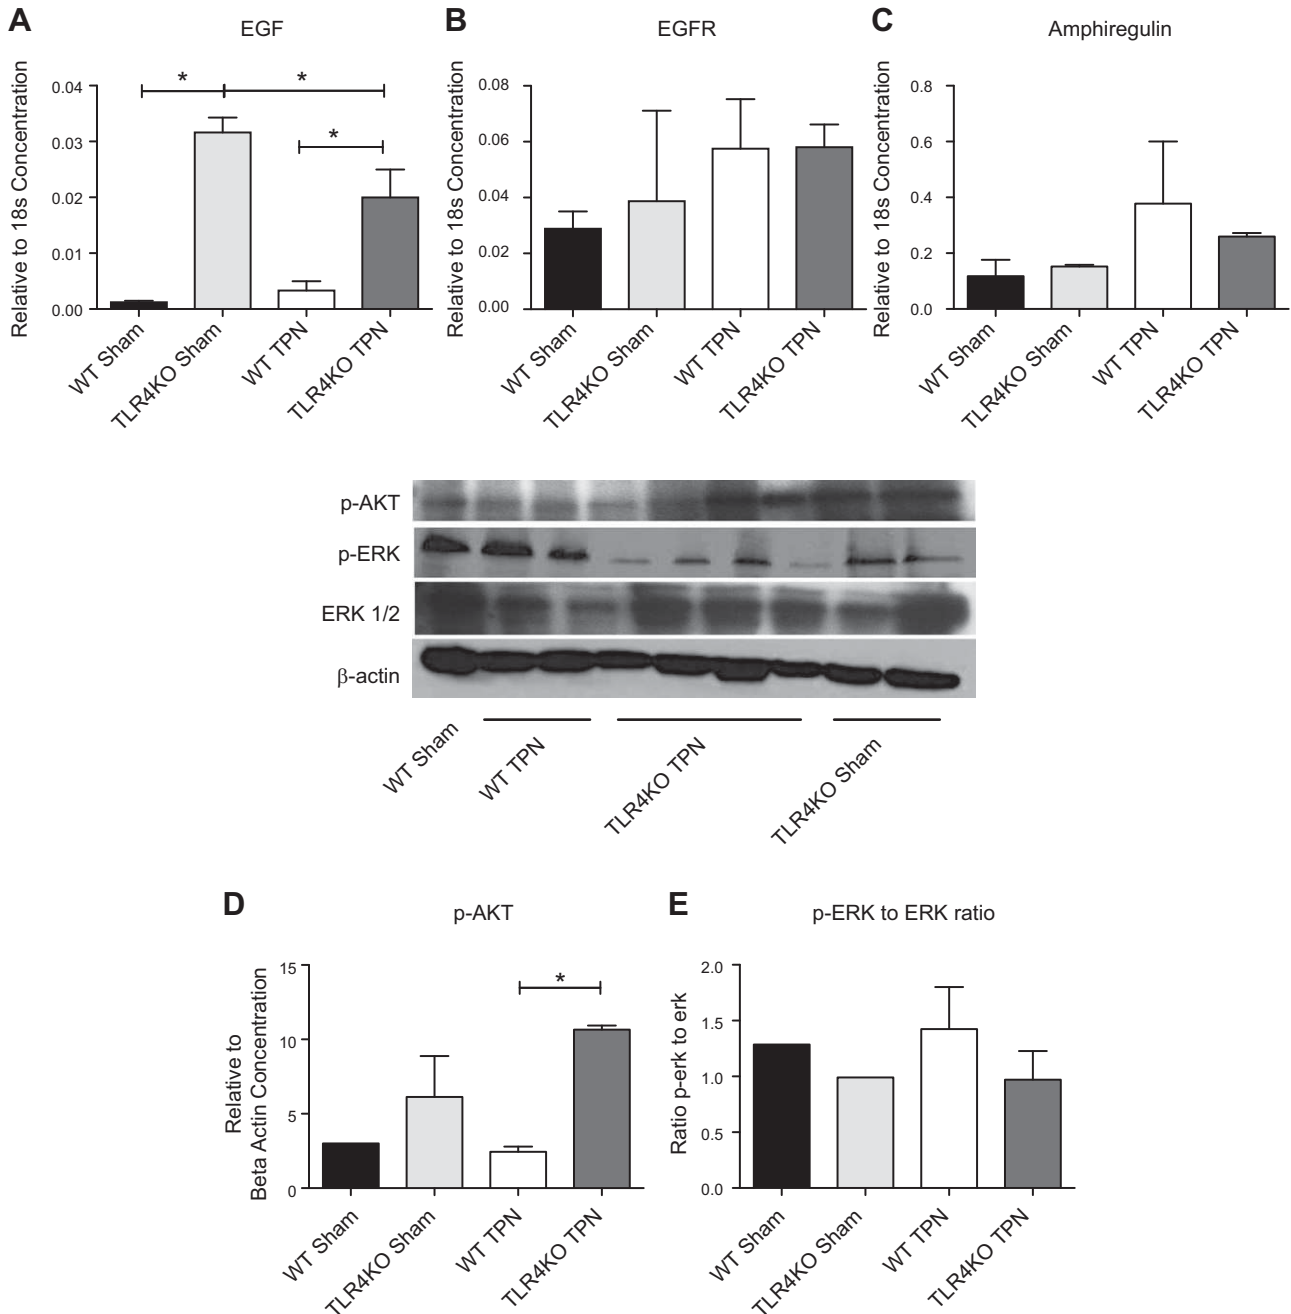 A
EGF
Relative to 18s Concentration
0.04
0.03
0.02
0.01
0.00
*
*
*
WT Sham
TLR4KO Sham
WT TPN
TLR4KO TPN
B
EGFR
Relative to 18s Concentration
0.08
0.06
0.04
0.02
0.00
WT Sham
TLR4KO Sham
WT TPN
TLR4KO TPN
C
Amphiregulin
Relative to 18s Concentration
0.8
0.6
0.4
0.2
0.0
WT Sham
TLR4KO Sham
WT TPN
TLR4KO TPN
p-AKT
p-ERK
ERK 1/2
β-actin
WT Sham
WT TPN
TLR4KO TPN
TLR4KO Sham
D
p-AKT
Relative to
Beta Actin Concentration
15
10
5
0
*
WT Sham
TLR4KO Sham
WT TPN
TLR4KO TPN
E
p-ERK to ERK ratio
Ratio p-erk to erk
2.0
1.5
1.0
0.5
0.0
WT Sham
TLR4KO Sham
WT TPN
TLR4KO TPN